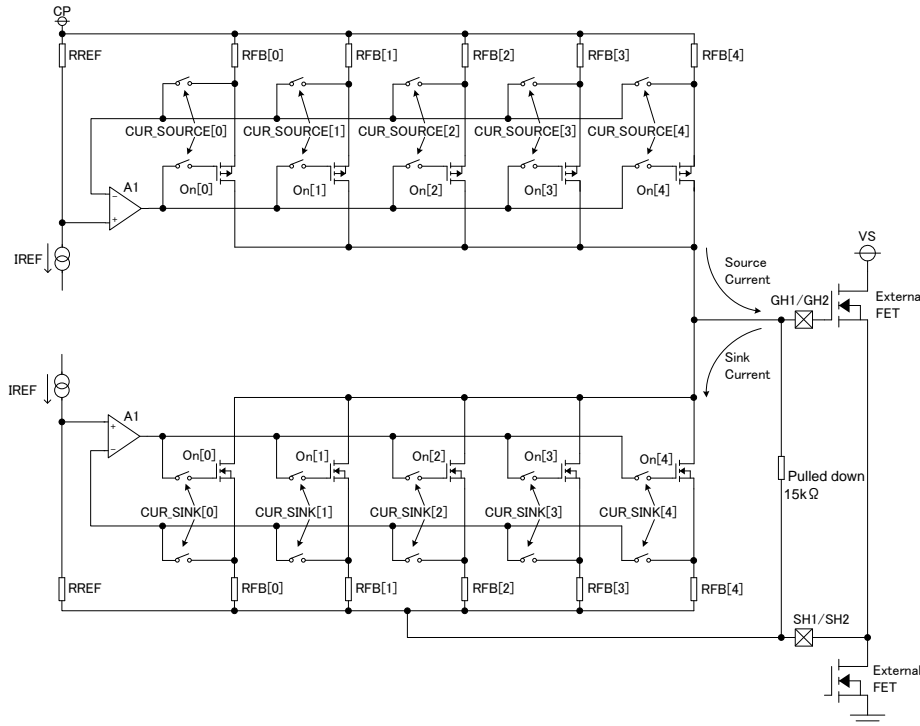 CP
RREF
RFB[0]
RFB[1]
RFB[2]
RFB[3]
RFB[4]
CUR_SOURCE[0]
CUR_SOURCE[1]
CUR_SOURCE[2]
CUR_SOURCE[3]
CUR_SOURCE[4]
A1
On[0]
On[1]
On[2]
On[3]
On[4]
IREF
Source
Current
VS
GH1/GH2
External
FET
Sink
Current
IREF
A1
On[0]
On[1]
On[2]
On[3]
On[4]
CUR_SINK[0]
CUR_SINK[1]
CUR_SINK[2]
CUR_SINK[3]
CUR_SINK[4]
Pulled down
15kΩ
RREF
RFB[0]
RFB[1]
RFB[2]
RFB[3]
RFB[4]
SH1/SH2
External
FET